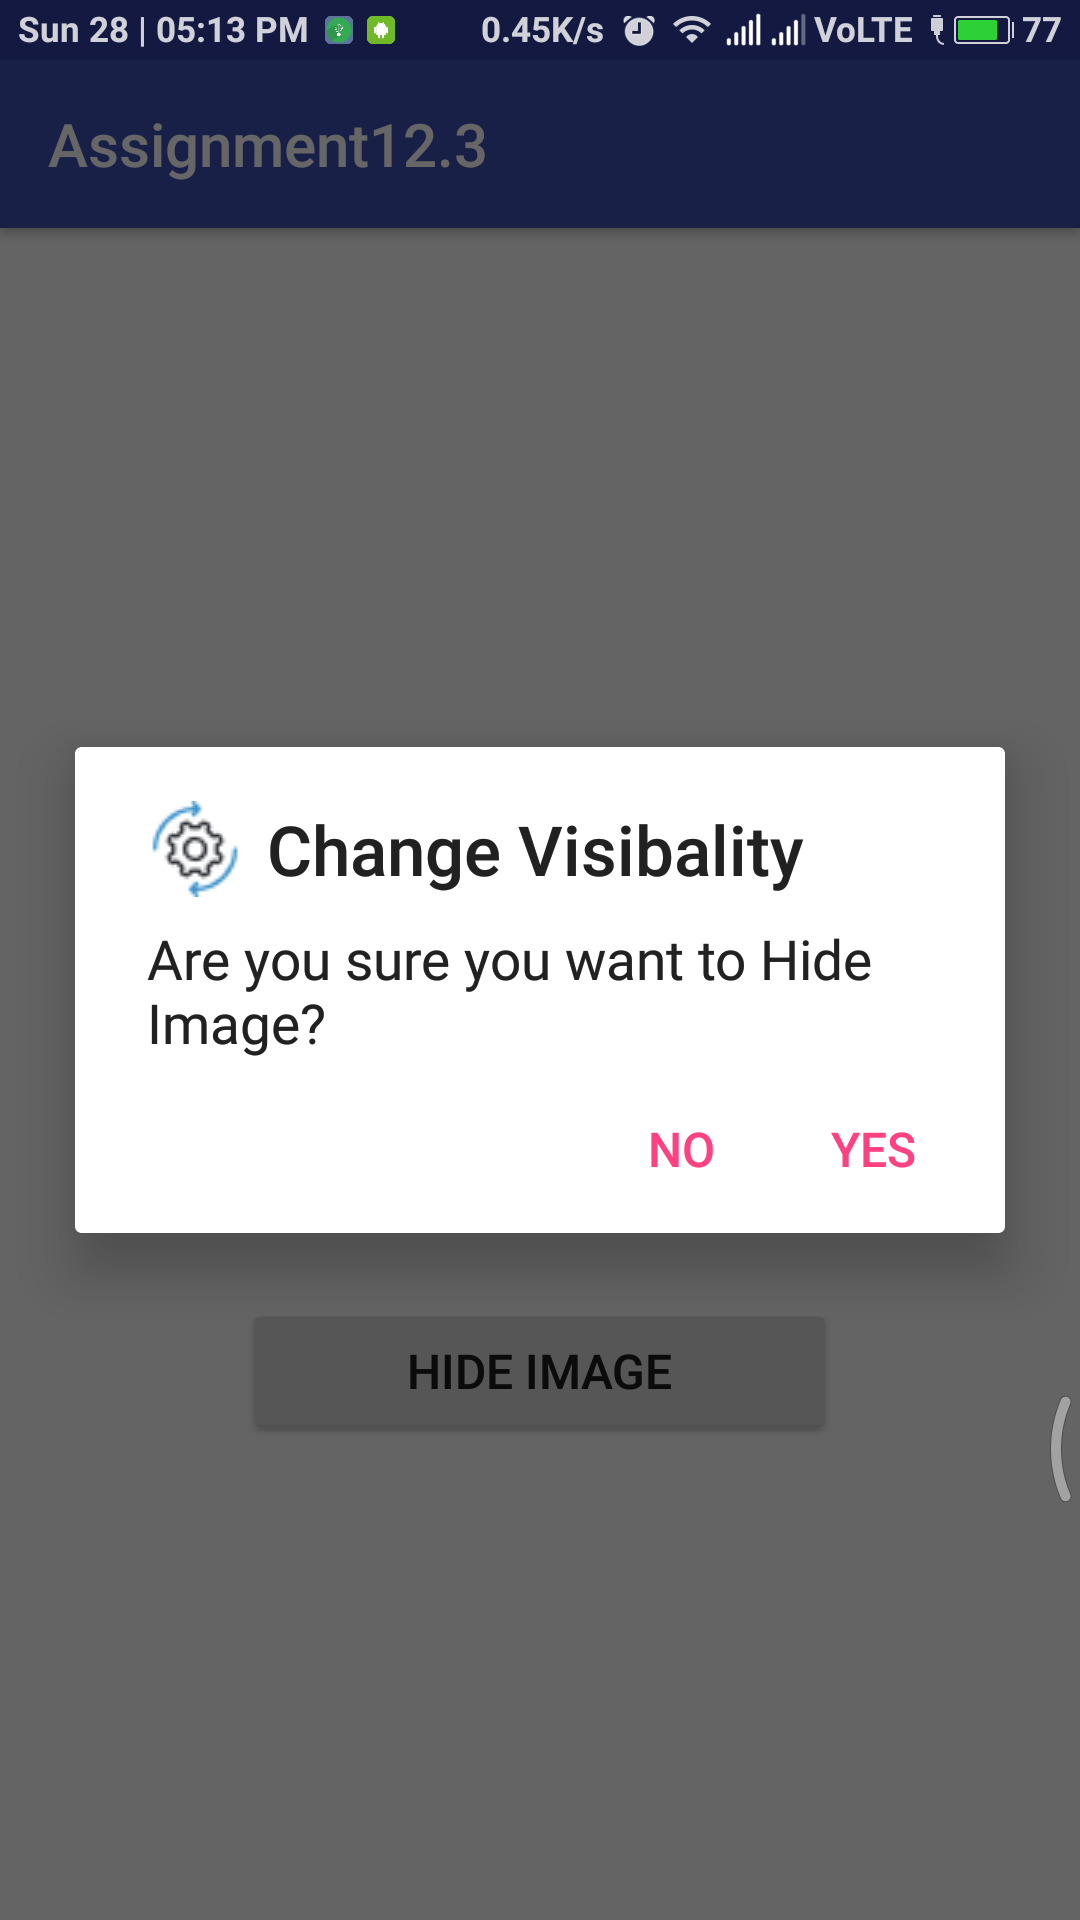 Sun 28 | 05:13 PM 0.45K/s VoLTE 77
Assignment12.3
Change Visibality
Are you sure you want to Hide
Image?
NO YES
HIDE IMAGE